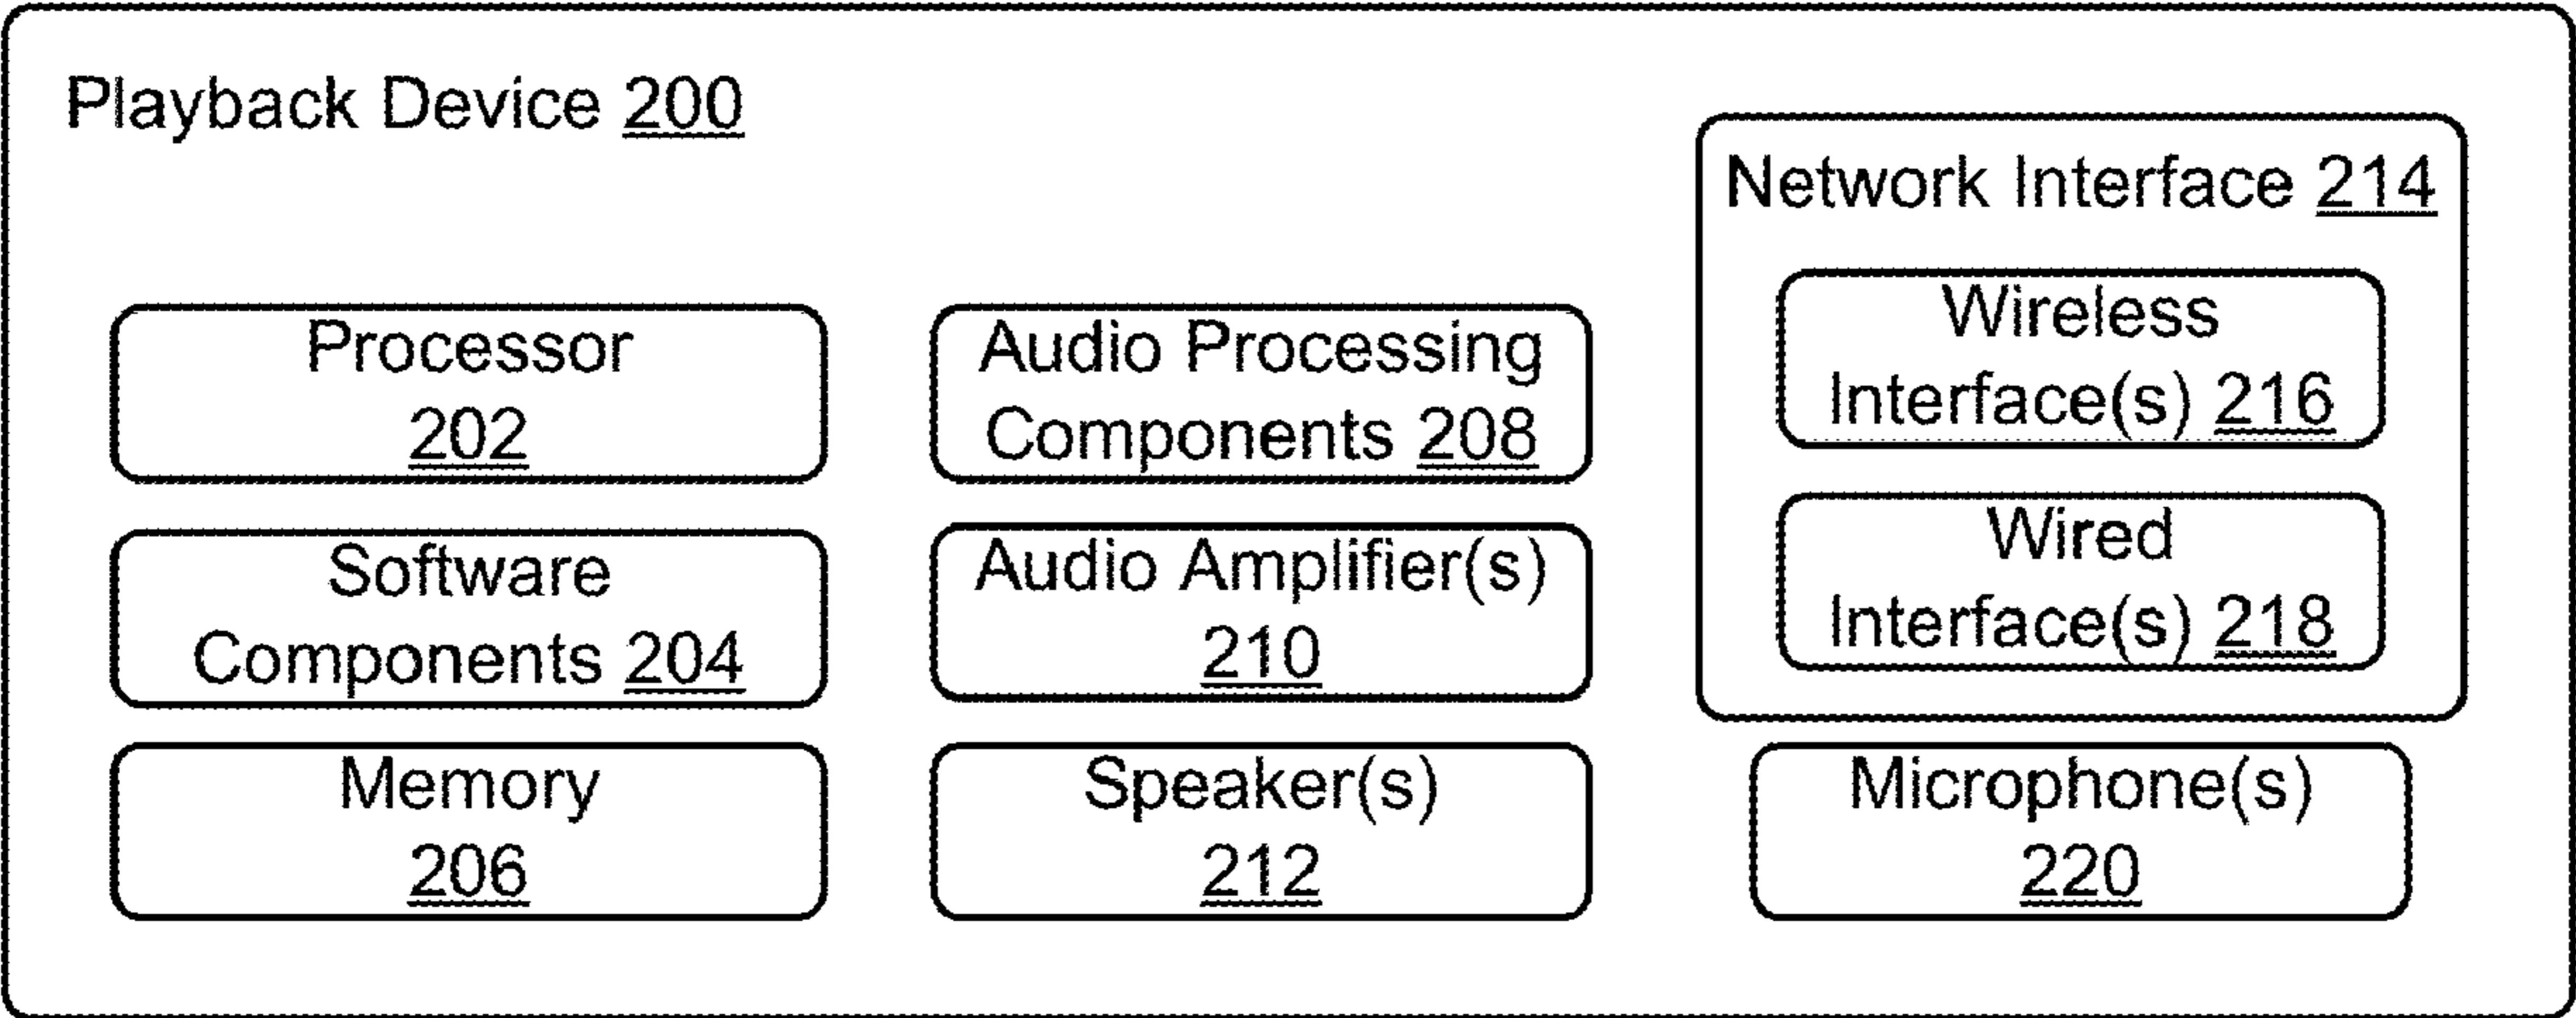 Playback Device 200
Processor
202
Software
Components 204
Memory
206
Audio Processing
Components 208
Audio Amplifier(s)
210
Speaker(s)
212
Network Interface 214
Wireless
Interface(s) 216
Wired
Interface(s) 218
Microphone(s)
220